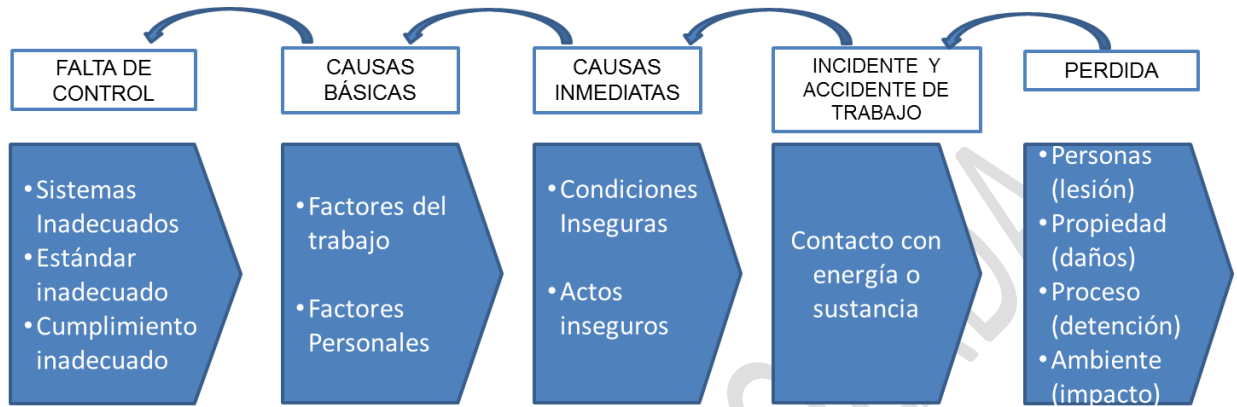 FALTA DE
CONTROL
CAUSAS
BÁSICAS
CAUSAS
INMEDIATAS
INCIDENTE Y
ACCIDENTE DE
TRABAJO
PERDIDA
• Sistemas
Inadecuados
• Estándar
inadecuado
• Cumplimiento
inadecuado
• Factores del
trabajo
• Factores
Personales
• Condiciones
Inseguras
• Actos
inseguros
Contacto con
energía o
sustancia
• Personas
(lesión)
• Propiedad
(daños)
• Proceso
(detención)
• Ambiente
(impacto)